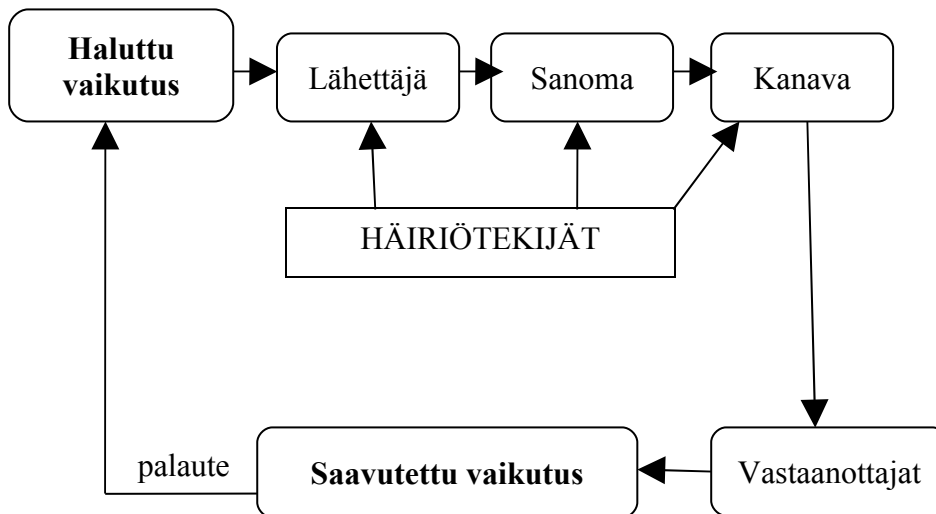 Haluttu
vaikutus
Lähettäjä
Sanoma
Kanava
HÄIRIÖTEKIJÄT
palaute
Saavutettu vaikutus
Vastaanottajat